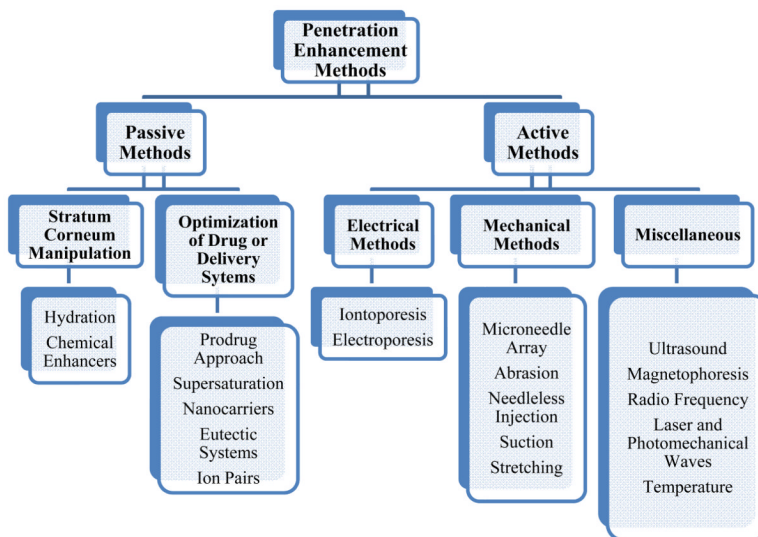 Penetration
Enhancement
Methods
Passive
Methods
Active
Methods
Stratum
Corneum
Manipulation
Optimization
of Drug or
Delivery
Sytems
Electrical
Methods
Mechanical
Methods
Miscellaneous
Hydration
Chemical
Enhancers
Prodrug
Approach
Supersaturation
Nanocarriers
Eutectic
Systems
Ion Pairs
Iontoporesis
Electroporesis
Microneedle
Array
Abrasion
Needleless
Injection
Suction
Stretching
Ultrasound
Magnetophoresis
Radio Frequency
Laser and
Photomechanical
Waves
Temperature